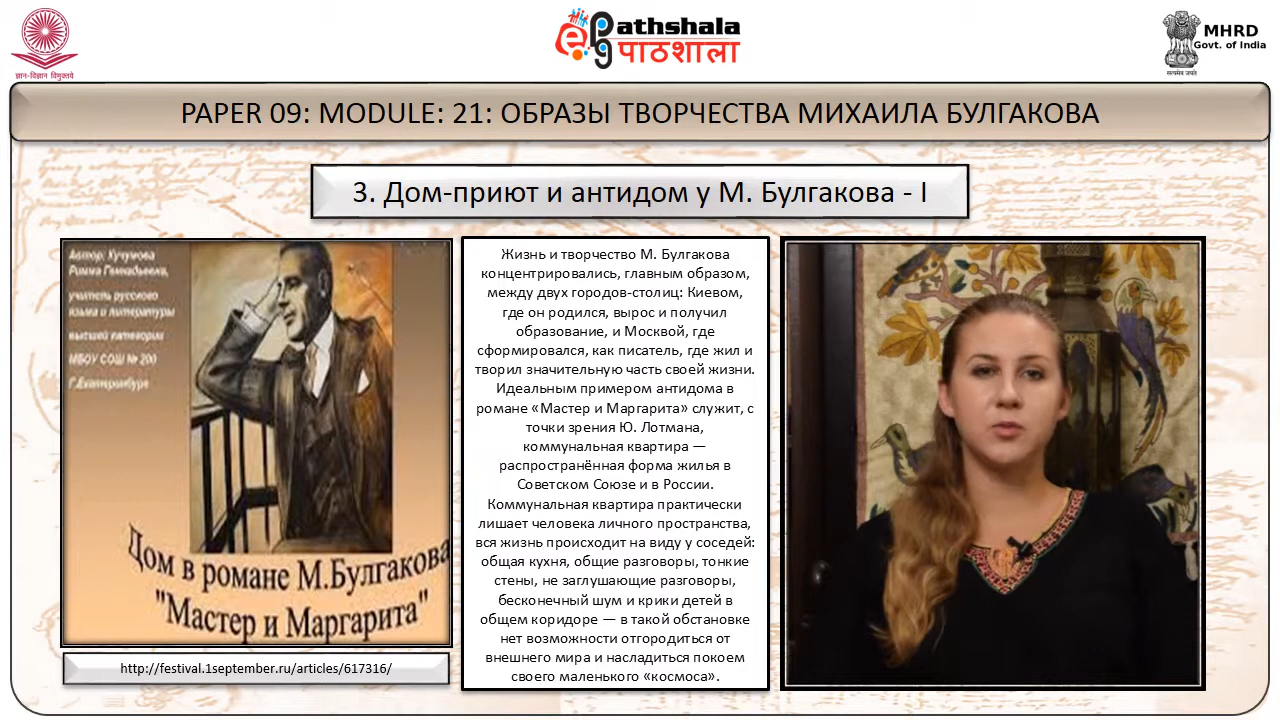 ज्ञान-विज्ञान विमुक्तये
ePG Pathshala
पाठशाला
MHRD
Govt. of India
सत्यमेव जयते
PAPER 09: MODULE: 21: ОБРАЗЫ ТВОРЧЕСТВА МИХАИЛА БУЛГАКОВА
3. Дом-приют и антидом у М. Булгакова - I
Автор: Кучумова
Римма Геннадьевна,
учитель русского
языка и литературы
высшей категории
МБОУ СОШ № 200
Г.Екатеринбург
Дом в романе М.Булгакова
"Мастер и Маргарита"
http://festival.1september.ru/articles/617316/
Жизнь и творчество М. Булгакова
концентрировались, главным образом,
между двух городов-столиц: Киевом,
где он родился, вырос и получил
образование, и Москвой, где
сформировался, как писатель, где жил и
творил значительную часть своей жизни.
Идеальным примером антидома в
романе «Мастер и Маргарита» служит, с
точки зрения Ю. Лотмана,
коммунальная квартира —
распространённая форма жилья в
Советском Союзе и в России.
Коммунальная квартира практически
лишает человека личного пространства,
вся жизнь происходит на виду у соседей:
общая кухня, общие разговоры, тонкие
стены, не заглушающие разговоры,
бесконечный шум и крики детей в
общем коридоре — в такой обстановке
нет возможности отгородиться от
внешнего мира и насладиться покоем
своего маленького «космоса».